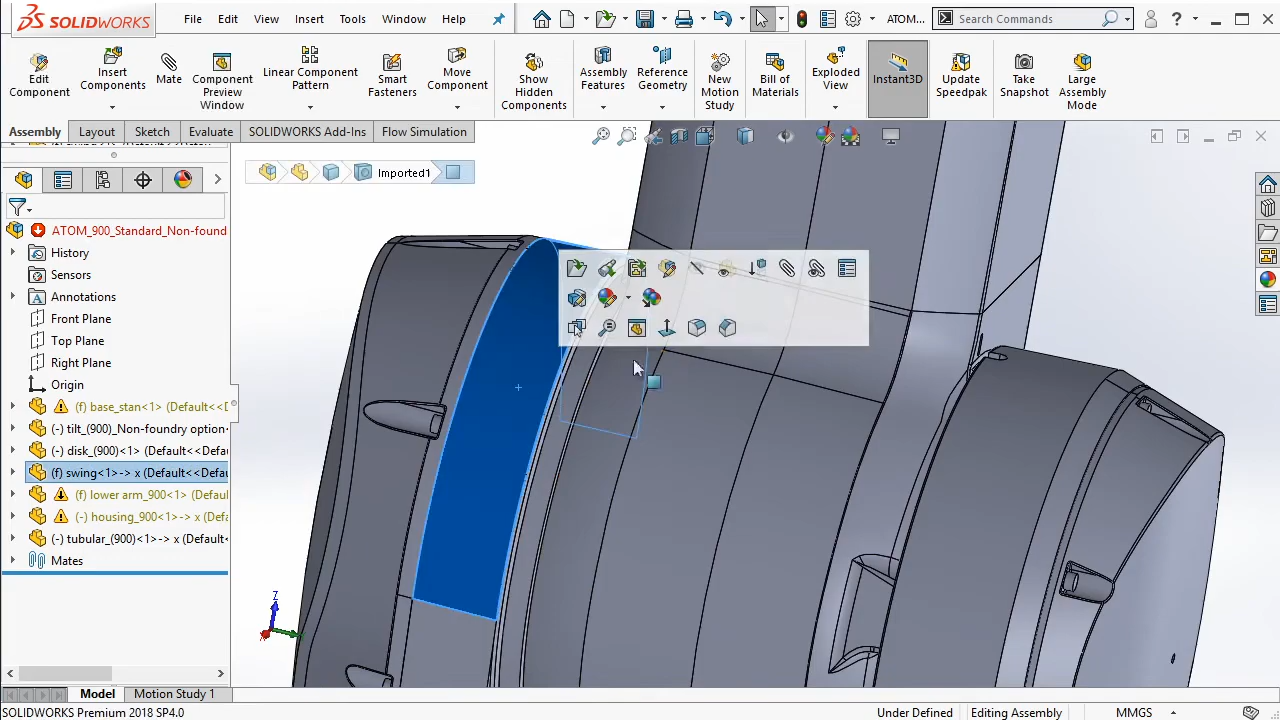 SOLIDWORKS
File Edit View Insert Tools Window Help
ATOM...
Search Commands
Edit Component
Insert Components
Mate
Component Preview Window
Linear Component Pattern
Smart Fasteners
Move Component
Show Hidden Components
Assembly Features
Reference Geometry
New Motion Study
Bill of Materials
Exploded View
Instant3D
Update Speedpak
Take Snapshot
Large Assembly Mode
Assembly Layout Sketch Evaluate SOLIDWORKS Add-Ins Flow Simulation
Imported1
ATOM_900_Standard_Non-found
History
Sensors
Annotations
Front Plane
Top Plane
Right Plane
Origin
(f) base_stan<1> (Default<<D
(-) tilt_(900)_Non-foundry option
(-) disk_(900)<1> (Default<<Defa
(f) swing<1>-> x (Default<<Defau
(f) lower arm_900<1> (Default
(-) housing_900<1>-> x (Defa
(-) tubular_(900)<1>-> x (Default<
Mates
Z
Model Motion Study 1
SOLIDWORKS Premium 2018 SP4.0
Under Defined Editing Assembly MMGS